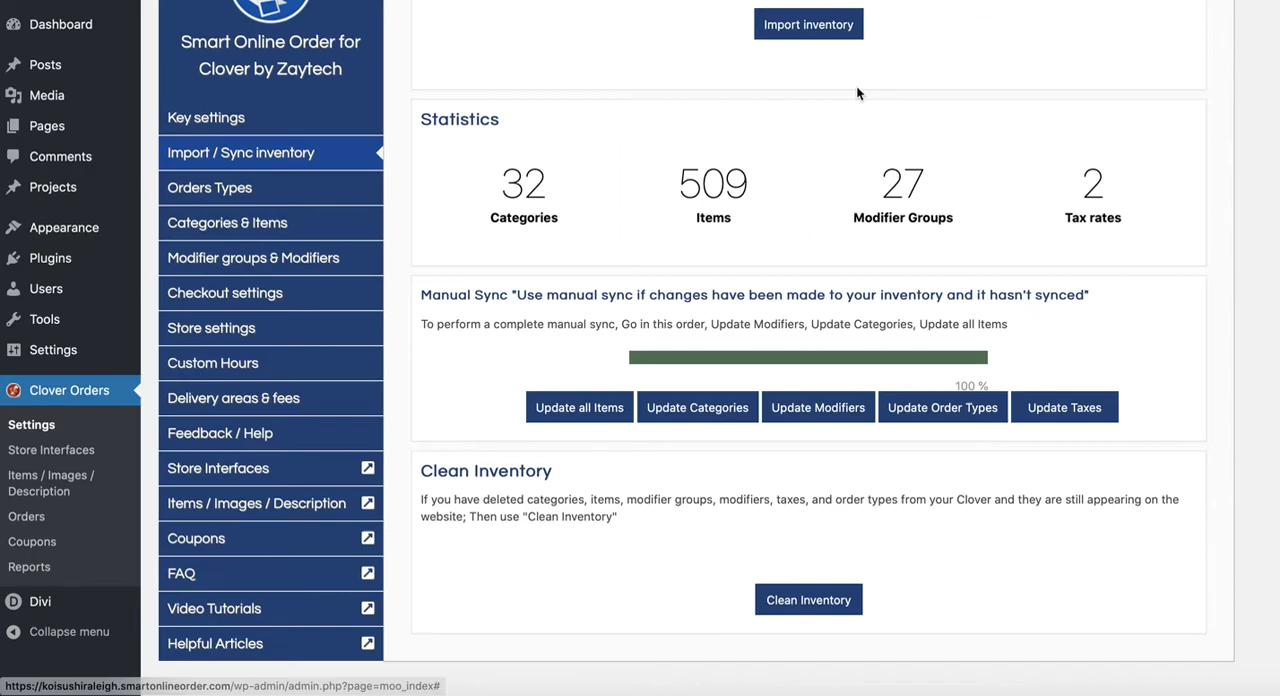 Dashboard
Posts
Media
Pages
Comments
Projects
Appearance
Plugins
Users
Tools
Settings
Clover Orders
Settings
Store Interfaces
Items / Images /
Description
Orders
Coupons
Reports
Divi
Collapse menu
Smart Online Order for
Clover by Zaytech
Key settings
Import / Sync inventory
Orders Types
Categories & Items
Modifier groups & Modifiers
Checkout settings
Store settings
Custom Hours
Delivery areas & fees
Feedback / Help
Store Interfaces
Items / Images / Description
Coupons
FAQ
Video Tutorials
Helpful Articles
Import inventory
Statistics
32 509 27 2
Categories Items Modifier Groups Tax rates
Manual Sync "Use manual sync if changes have been made to your inventory and it hasn't synced"
To perform a complete manual sync, Go in this order, Update Modifiers, Update Categories, Update all Items
100 %
Update all Items Update Categories Update Modifiers Update Order Types Update Taxes
Clean Inventory
If you have deleted categories, items, modifier groups, modifiers, taxes, and order types from your Clover and they are still appearing on the
website; Then use "Clean Inventory"
Clean Inventory
https://koisushiraleigh.smartonlineorder.com/wp-admin/admin.php?page=moo_index#